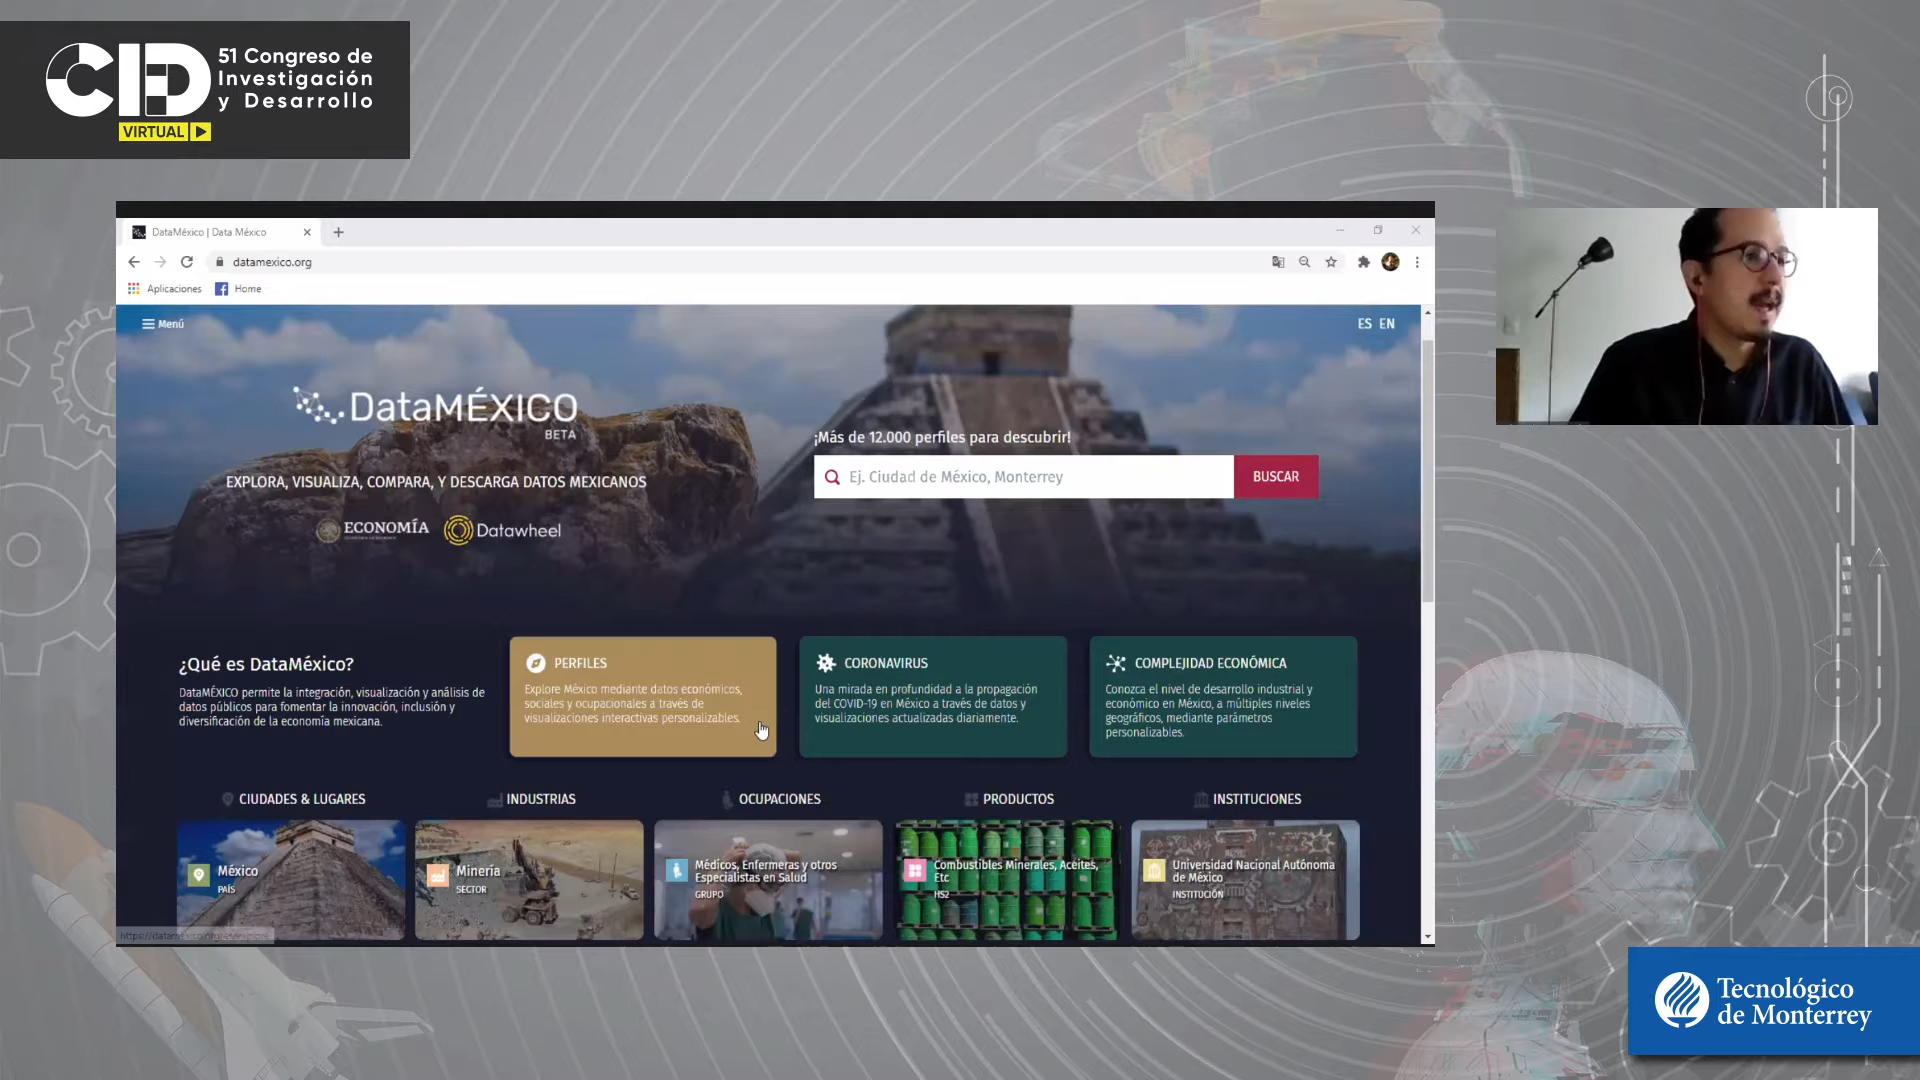 CID
51 Congreso de
Investigación
y Desarrollo
VIRTUAL
DataMéxico | Data México
datamexico.org
Aplicaciones
Home
Menú
ES EN
DataMÉXICO
BETA
EXPLORA, VISUALIZA, COMPARA, Y DESCARGA DATOS MEXICANOS
ECONOMÍA
Datawheel
¡Más de 12.000 perfiles para descubrir!
Ej. Ciudad de México, Monterrey
BUSCAR
¿Qué es DataMéxico?
DataMÉXICO permite la integración, visualización y análisis de
datos públicos para fomentar la innovación, inclusión y
diversificación de la economía mexicana.
PERFILES
Explore México mediante datos económicos,
sociales y ocupacionales a través de
visualizaciones interactivas personalizables.
CORONAVIRUS
Una mirada en profundidad a la propagación
del COVID-19 en México a través de datos y
visualizaciones actualizadas diariamente.
COMPLEJIDAD ECONÓMICA
Conozca el nivel de desarrollo industrial y
económico en México, a múltiples niveles
geográficos, mediante parámetros
personalizables.
CIUDADES & LUGARES
INDUSTRIAS
OCUPACIONES
PRODUCTOS
INSTITUCIONES
México
PAÍS
Minería
SECTOR
Médicos, Enfermeras y otros
Especialistas en Salud
GRUPO
Combustibles Minerales, Aceites,
Etc
HS2
Universidad Nacional Autónoma
de México
INSTITUCIÓN
Tecnológico
de Monterrey